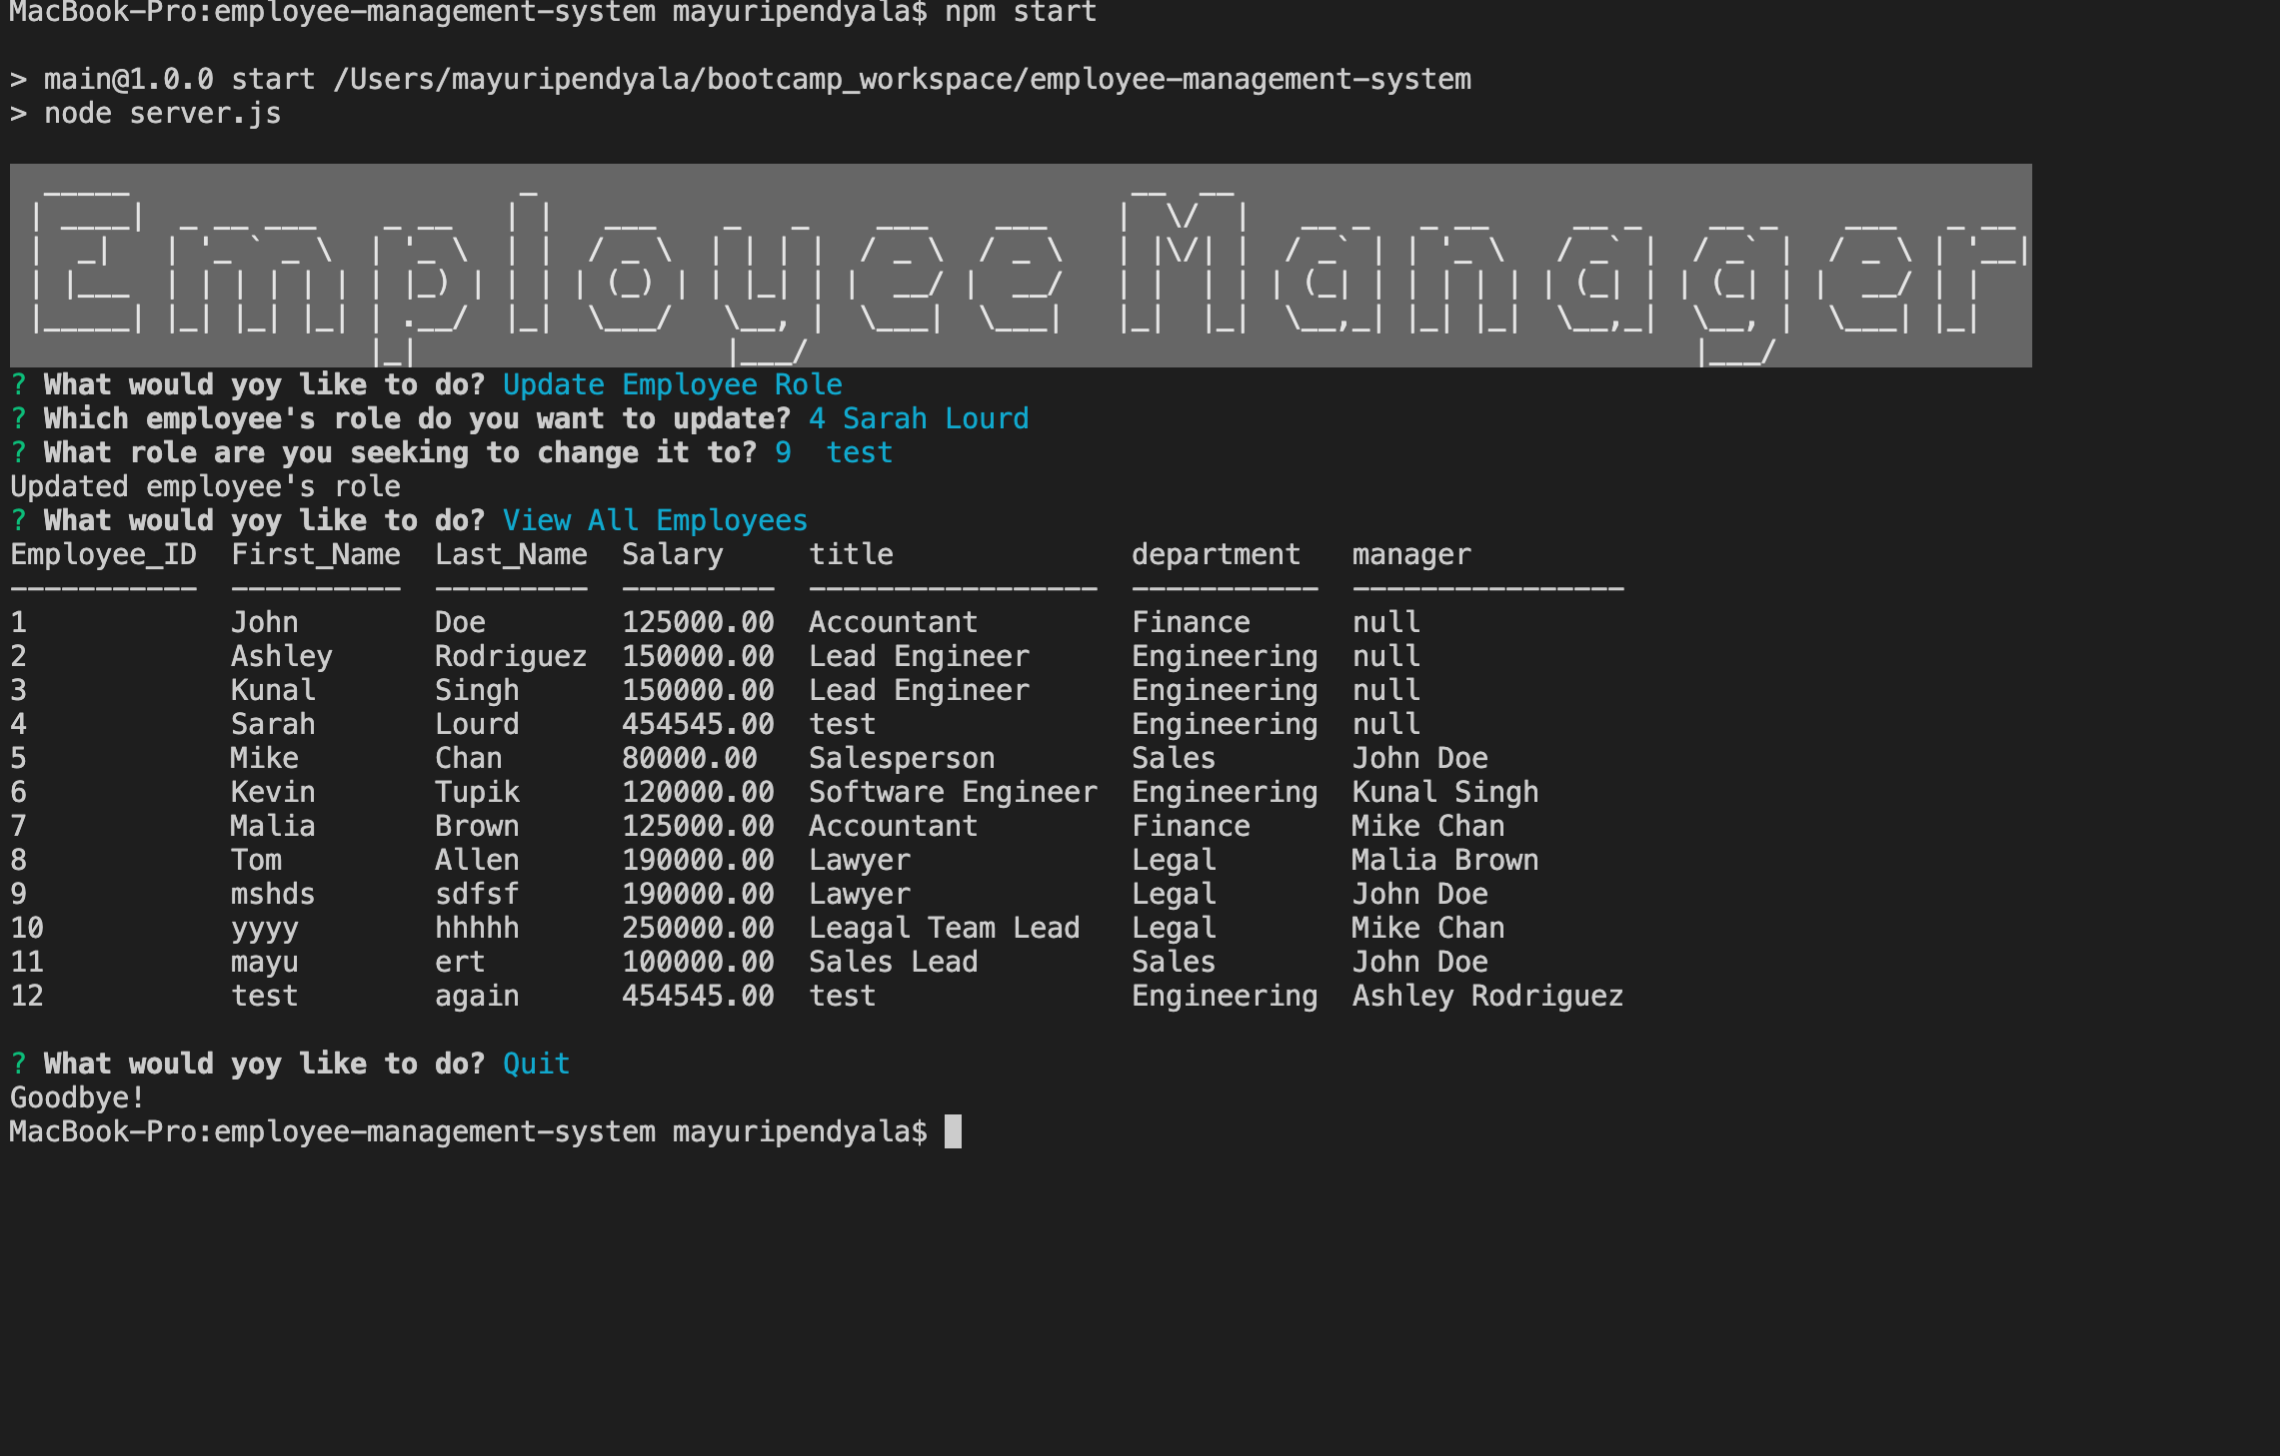 MacBook-Pro:employee-management-system mayuripendyala$ npm start
> main@1.0.0 start /Users/mayuripendyala/bootcamp_workspace/employee-management-system
> node server.js
Employee Manager
? What would yoy like to do? Update Employee Role
? Which employee's role do you want to update? 4 Sarah Lourd
? What role are you seeking to change it to? 9  test
Updated employee's role
? What would yoy like to do? View All Employees
Employee_ID  First_Name  Last_Name  Salary     title              department   manager
-----------  ----------  ---------  ---------  -----------------  -----------  ----------------
1            John        Doe        125000.00  Accountant         Finance      null
2            Ashley      Rodriguez  150000.00  Lead Engineer      Engineering  null
3            Kunal       Singh      150000.00  Lead Engineer      Engineering  null
4            Sarah       Lourd      454545.00  test               Engineering  null
5            Mike        Chan       80000.00   Salesperson        Sales        John Doe
6            Kevin       Tupik      120000.00  Software Engineer  Engineering  Kunal Singh
7            Malia       Brown      125000.00  Accountant         Finance      Mike Chan
8            Tom         Allen      190000.00  Lawyer             Legal        Malia Brown
9            mshds       sdfsf      190000.00  Lawyer             Legal        John Doe
10           yyyy        hhhhh      250000.00  Leagal Team Lead   Legal        Mike Chan
11           mayu        ert        100000.00  Sales Lead         Sales        John Doe
12           test        again      454545.00  test               Engineering  Ashley Rodriguez
? What would yoy like to do? Quit
Goodbye!
MacBook-Pro:employee-management-system mayuripendyala$